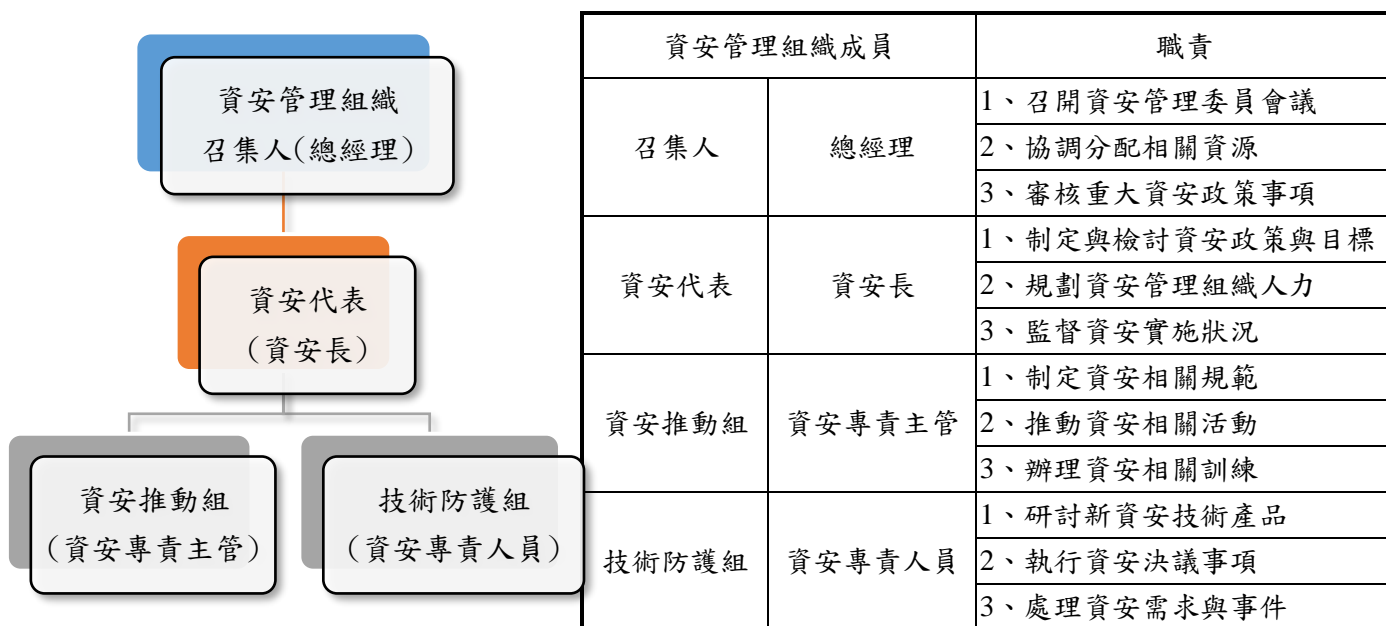 資安管理組織
召集人(總經理)
資安代表
(資安長)
資安推動組
(資安專責主管)
技術防護組
(資安專責人員)
資安管理組織成員 職責
召集人 總經理 1、召開資安管理委員會議
2、協調分配相關資源
3、審核重大資安政策事項
資安代表 資安長 1、制定與檢討資安政策與目標
2、規劃資安管理組織人力
3、監督資安實施狀況
資安推動組 資安專責主管 1、制定資安相關規範
2、推動資安相關活動
3、辦理資安相關訓練
技術防護組 資安專責人員 1、研討新資安技術產品
2、執行資安決議事項
3、處理資安需求與事件